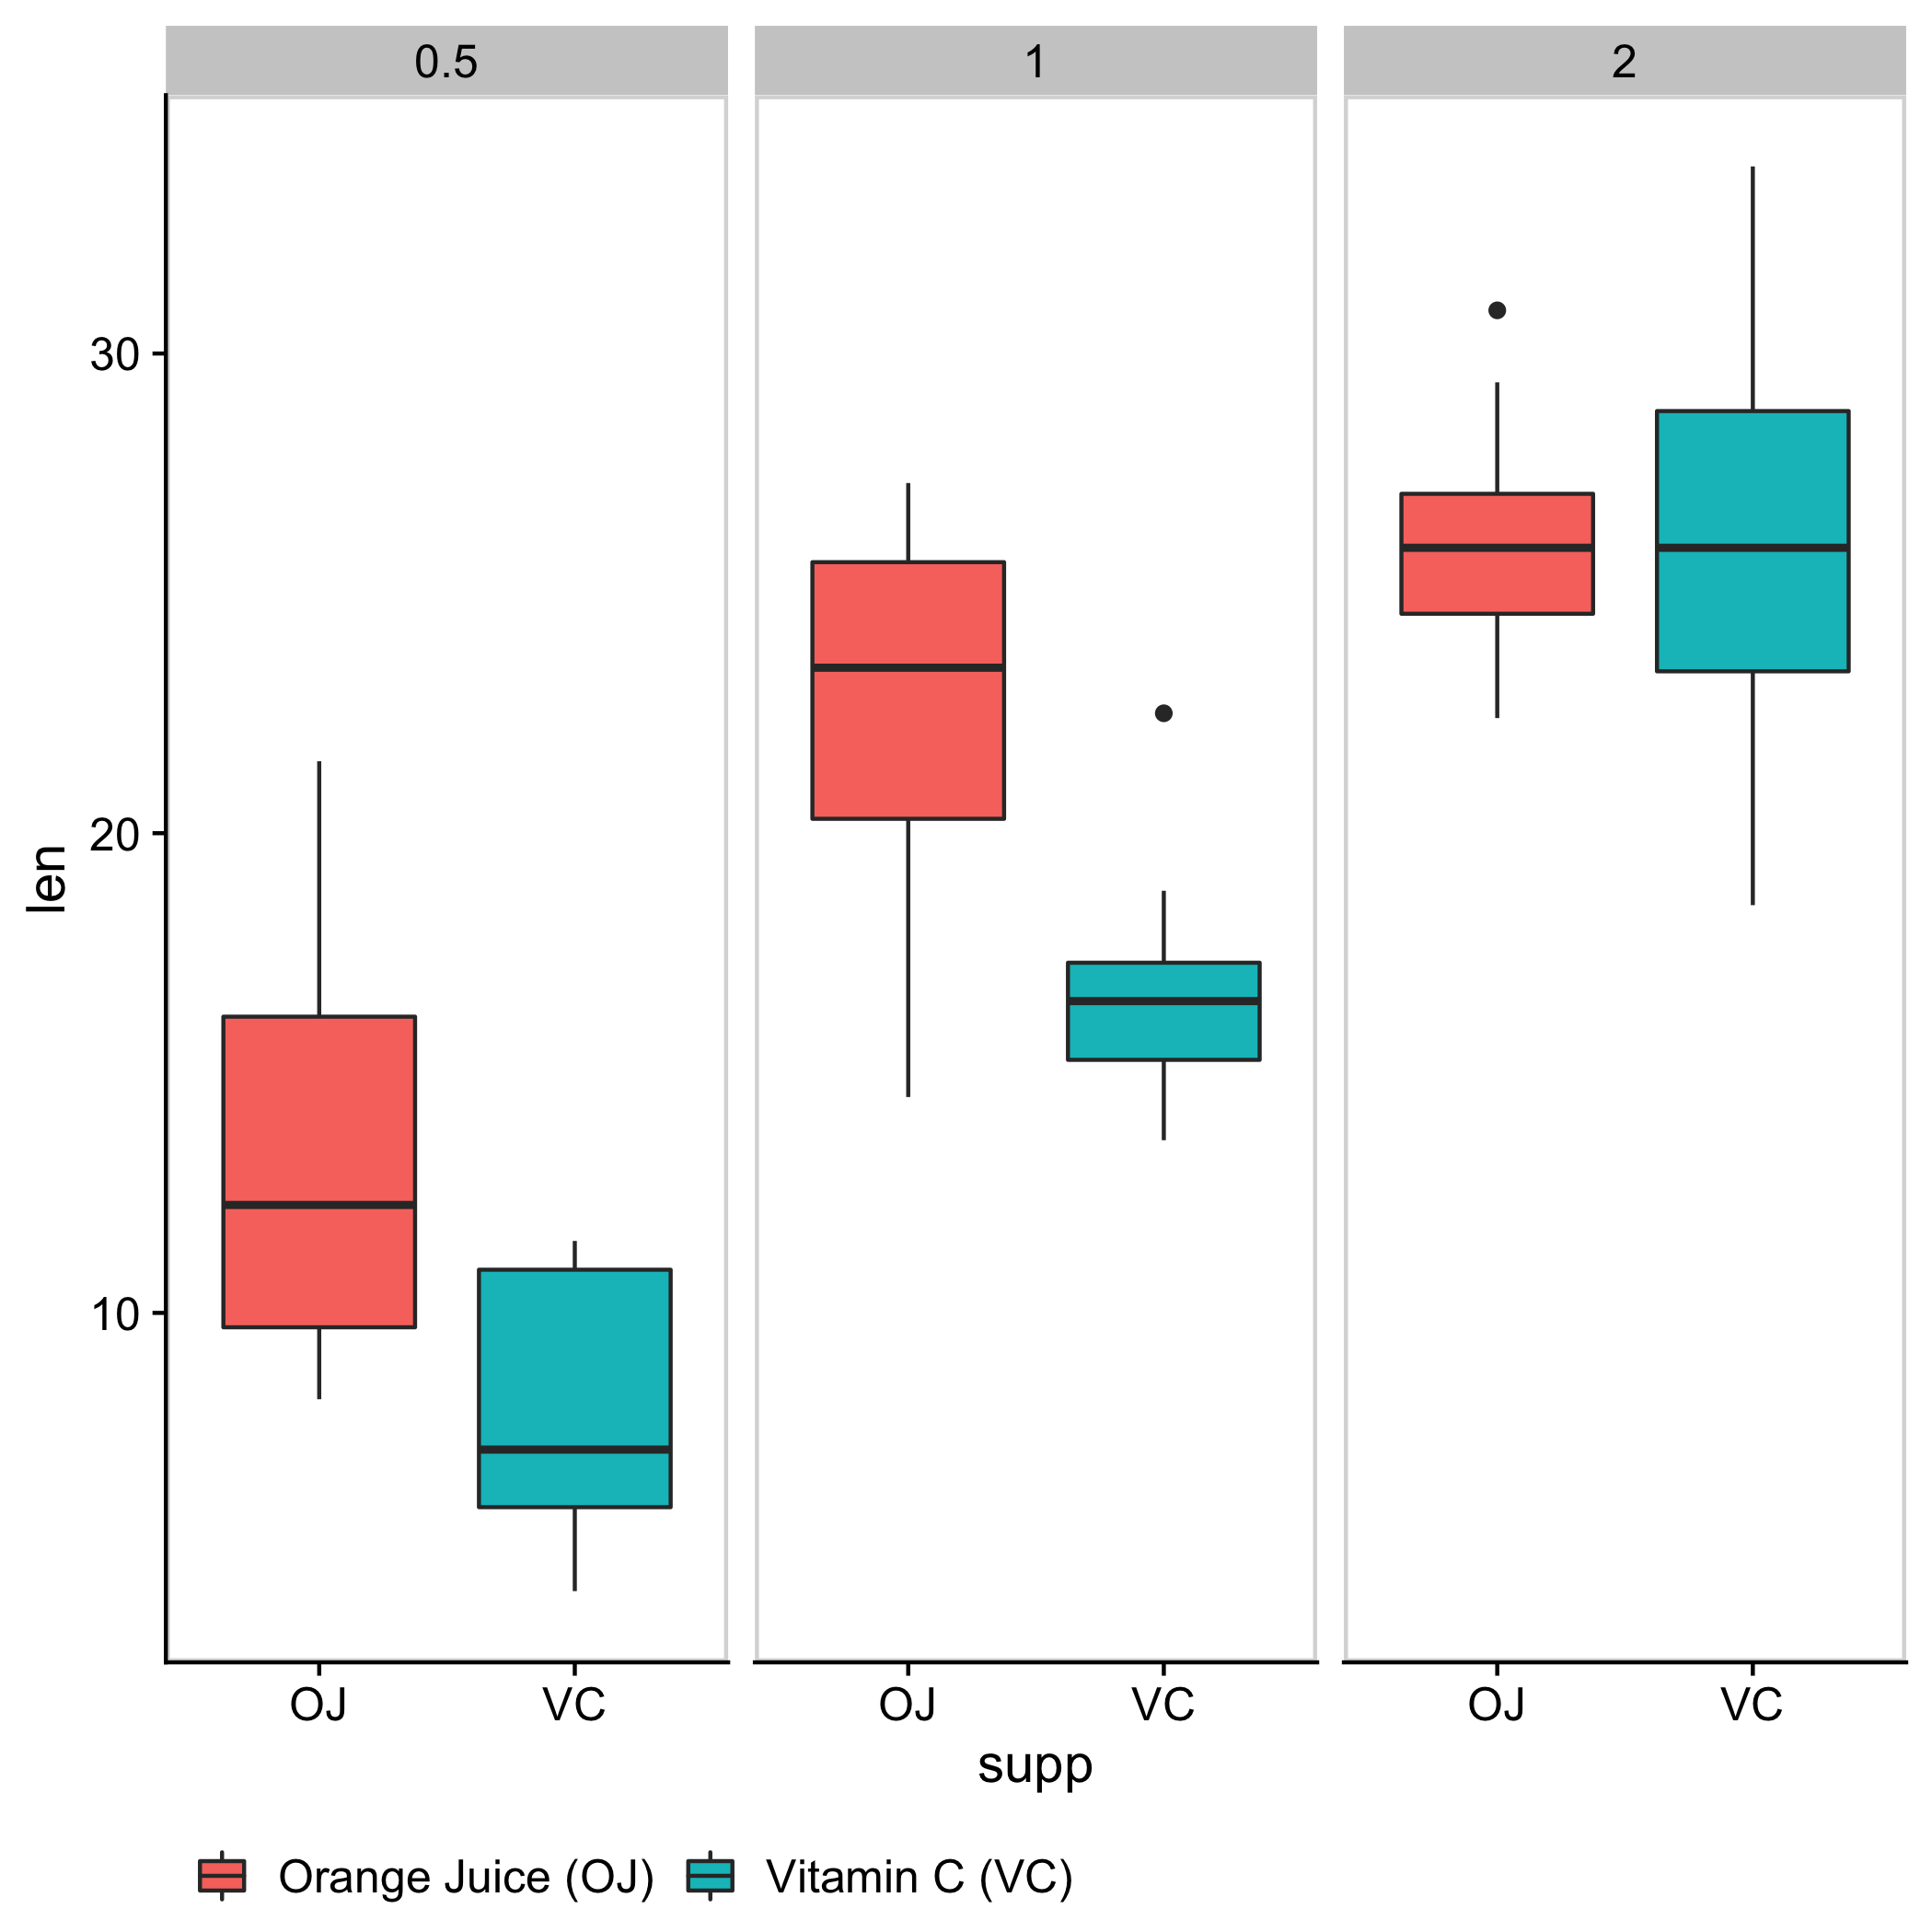 0.5 1 2
30
20
10
len
OJ VC OJ VC OJ VC
supp
Orange Juice (OJ) Vitamin C (VC)